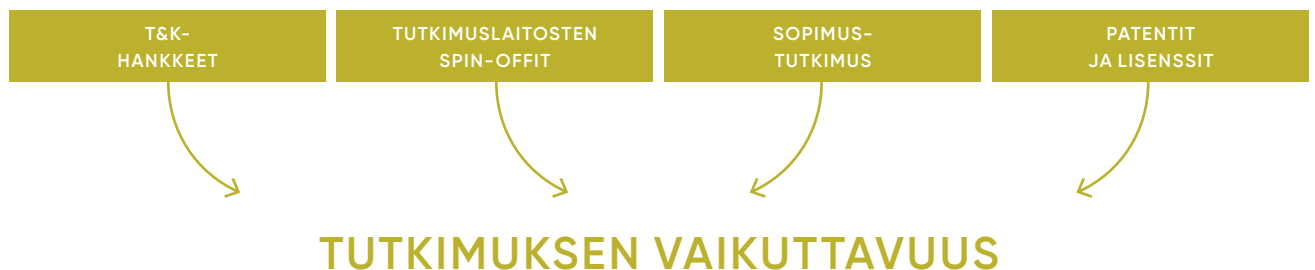 T&K-
HANKKEET
TUTKIMUSLAITOSTEN
SPIN-OFFIT
SOPIMUS-
TUTKIMUS
PATENTIT
JA LISENSSIT
TUTKIMUKSEN VAIKUTTAVUUS